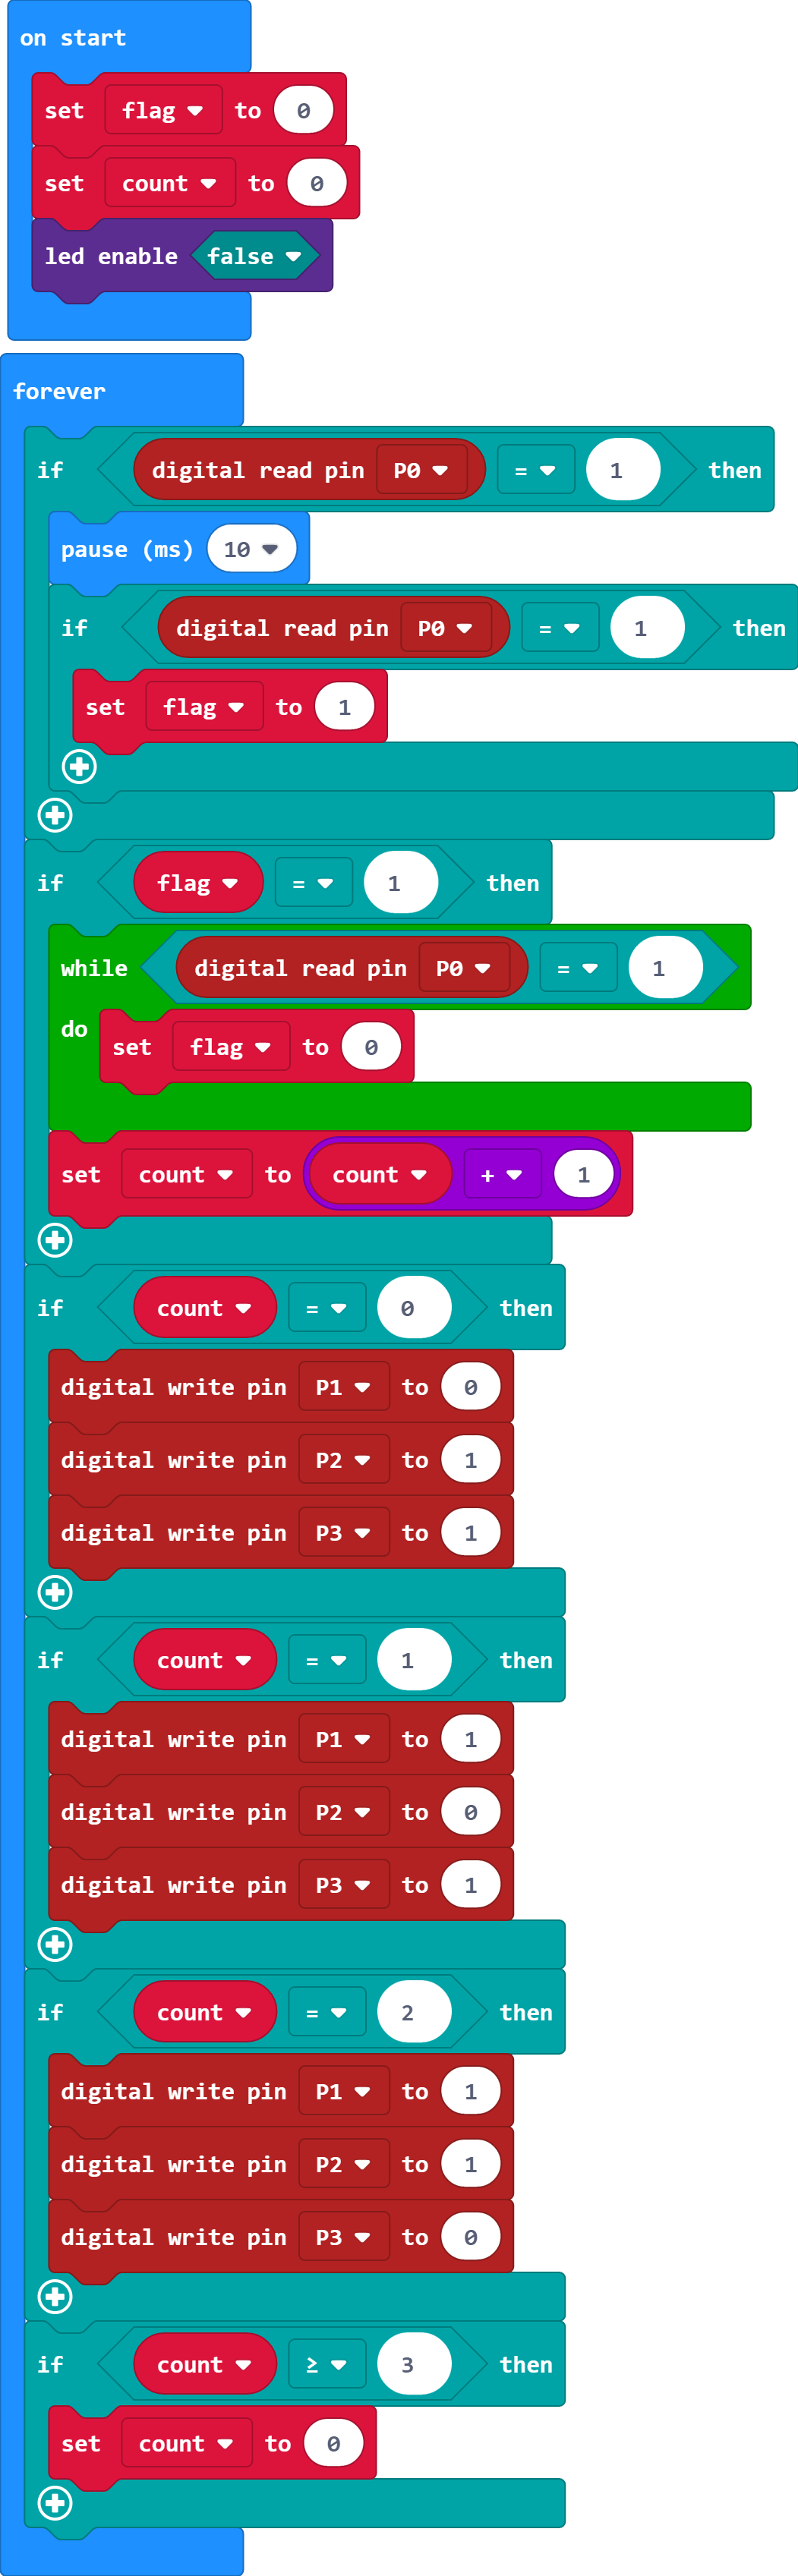 on start
set flag to 0
set count to 0
led enable false
forever
if digital read pin P0 = 1 then
pause (ms) 10
if digital read pin P0 = 1 then
set flag to 1
if flag = 1 then
while digital read pin P0 = 1
do set flag to 0
set count to count + 1
if count = 0 then
digital write pin P1 to 0
digital write pin P2 to 1
digital write pin P3 to 1
if count = 1 then
digital write pin P1 to 1
digital write pin P2 to 0
digital write pin P3 to 1
if count = 2 then
digital write pin P1 to 1
digital write pin P2 to 1
digital write pin P3 to 0
if count ≥ 3 then
set count to 0